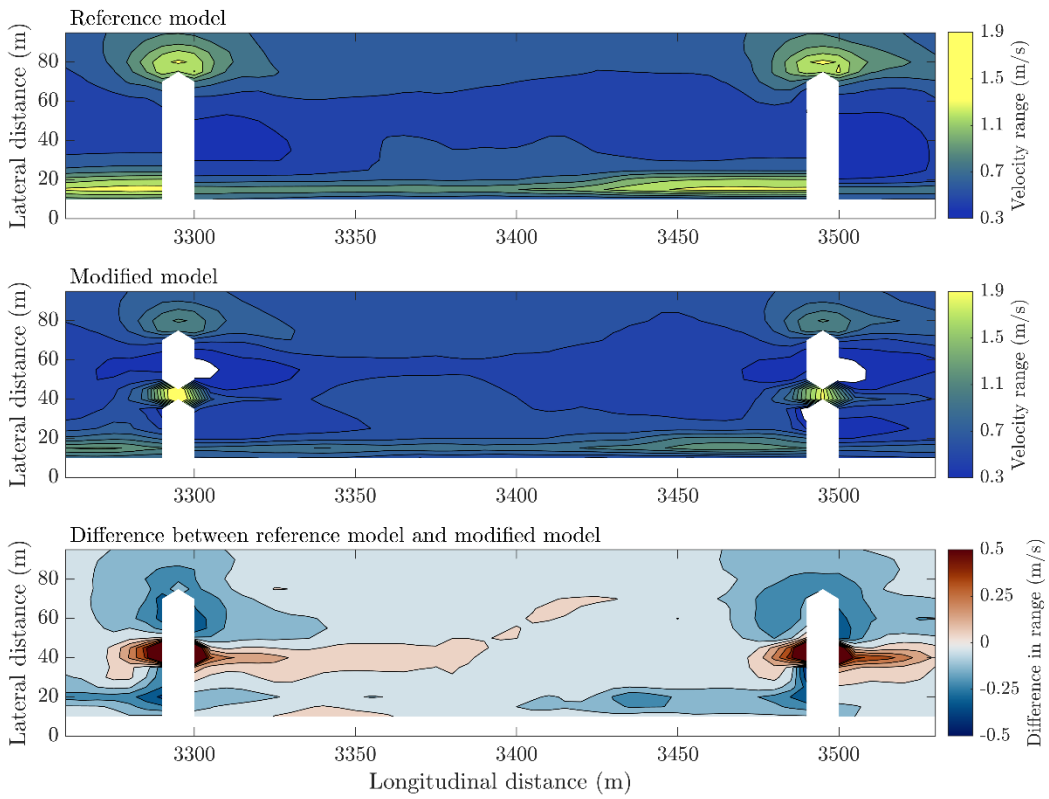 Reference model
Lateral distance (m)
80
60
40
20
0
3300 3350 3400 3450 3500
1.9
1.5
1.1
0.7
0.3
Velocity range (m/s)
Modified model
Lateral distance (m)
80
60
40
20
0
3300 3350 3400 3450 3500
1.9
1.5
1.1
0.7
0.3
Velocity range (m/s)
Difference between reference model and modified model
Lateral distance (m)
80
60
40
20
0
3300 3350 3400 3450 3500
Longitudinal distance (m)
0.5
0.25
0
-0.25
-0.5
Difference in range (m/s)